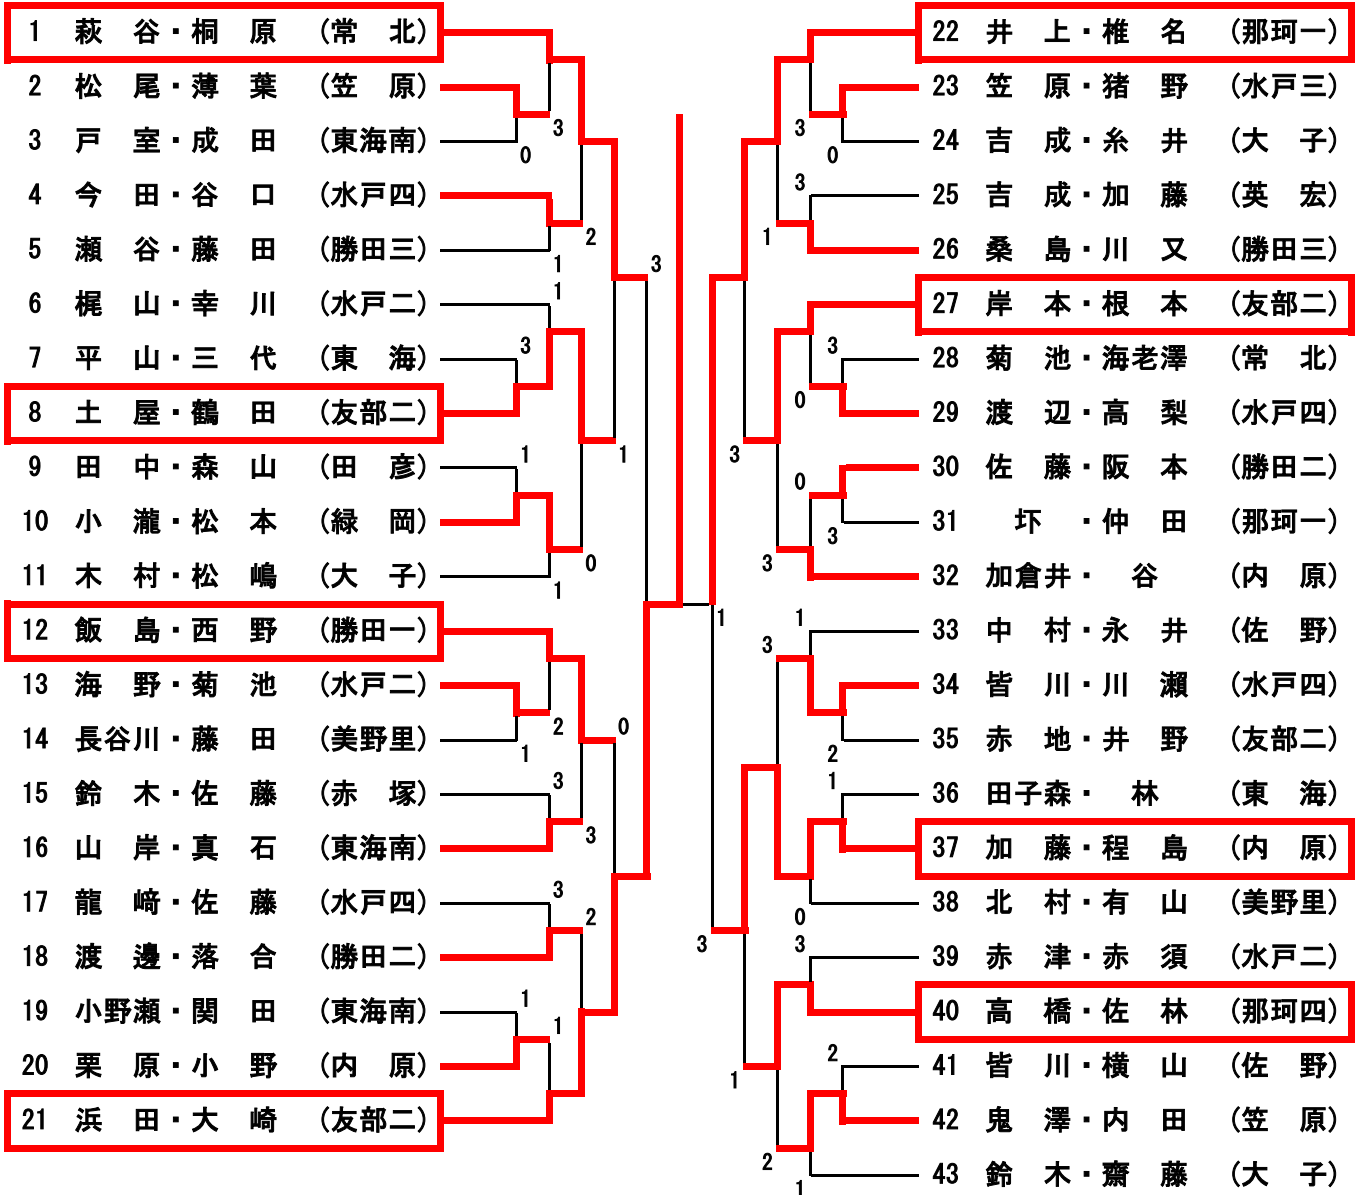 1 萩 谷・桐 原 (常 北)
2 松 尾・薄 葉 (笠 原)
3 戸 室・成 田 (東海南)
4 今 田・谷 口 (水戸四)
5 瀬 谷・藤 田 (勝田三)
6 梶 山・幸 川 (水戸二)
7 平 山・三 代 (東 海)
8 土 屋・鶴 田 (友部二)
9 田 中・森 山 (田 彦)
10 小 瀧・松 本 (緑 岡)
11 木 村・松 嶋 (大 子)
12 飯 島・西 野 (勝田一)
13 海 野・菊 池 (水戸二)
14 長谷川・藤 田 (美野里)
15 鈴 木・佐 藤 (赤 塚)
16 山 岸・真 石 (東海南)
17 龍 﨑・佐 藤 (水戸四)
18 渡 邊・落 合 (勝田二)
19 小野瀬・関 田 (東海南)
20 栗 原・小 野 (内 原)
21 浜 田・大 崎 (友部二)
3
0
2
1
1
3
1
1
0
1
3
2
1
0
3
3
3
2
1
1
1
22 井 上・椎 名 (那珂一)
23 笠 原・猪 野 (水戸三)
24 吉 成・糸 井 (大 子)
25 吉 成・加 藤 (英 宏)
26 桑 島・川 又 (勝田三)
27 岸 本・根 本 (友部二)
28 菊 池・海老澤 (常 北)
29 渡 辺・高 梨 (水戸四)
30 佐 藤・阪 本 (勝田二)
31 圷 ・仲 田 (那珂一)
32 加倉井・ 谷 (内 原)
33 中 村・永 井 (佐 野)
34 皆 川・川 瀬 (水戸四)
35 赤 地・井 野 (友部二)
36 田子森・ 林 (東 海)
37 加 藤・程 島 (内 原)
38 北 村・有 山 (美野里)
39 赤 津・赤 須 (水戸二)
40 高 橋・佐 林 (那珂四)
41 皆 川・横 山 (佐 野)
42 鬼 澤・内 田 (笠 原)
43 鈴 木・齋 藤 (大 子)
3
0
3
1
3
0
3
0
3
3
1
3
2
1
0
3
3
2
1
2
1